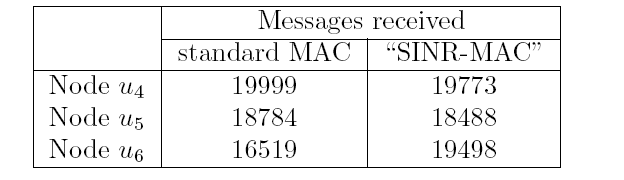 Messages received
standard MAC “SINR-MAC”
Node u4 19999 19773
Node u5 18784 18488
Node u6 16519 19498